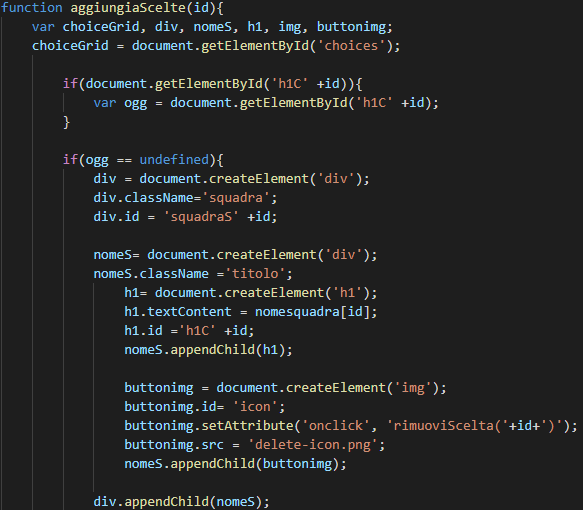 function aggiungiaScelte(id){
var choiceGrid, div, nomeS, h1, img, buttonimg;
choiceGrid = document.getElementById('choices');
if(document.getElementById('h1C' +id)){
var ogg = document.getElementById('h1C' +id);
}
if(ogg == undefined){
div = document.createElement('div');
div.className='squadra';
div.id = 'squadraS' +id;
nomeS= document.createElement('div');
nomeS.className ='titolo';
h1= document.createElement('h1');
h1.textContent = nomesquadra[id];
h1.id ='h1C' +id;
nomeS.appendChild(h1);
buttonimg = document.createElement('img');
buttonimg.id= 'icon';
buttonimg.setAttribute('onclick', 'rimuoviScelta('+id+')');
buttonimg.src = 'delete-icon.png';
nomeS.appendChild(buttonimg);
div.appendChild(nomeS);